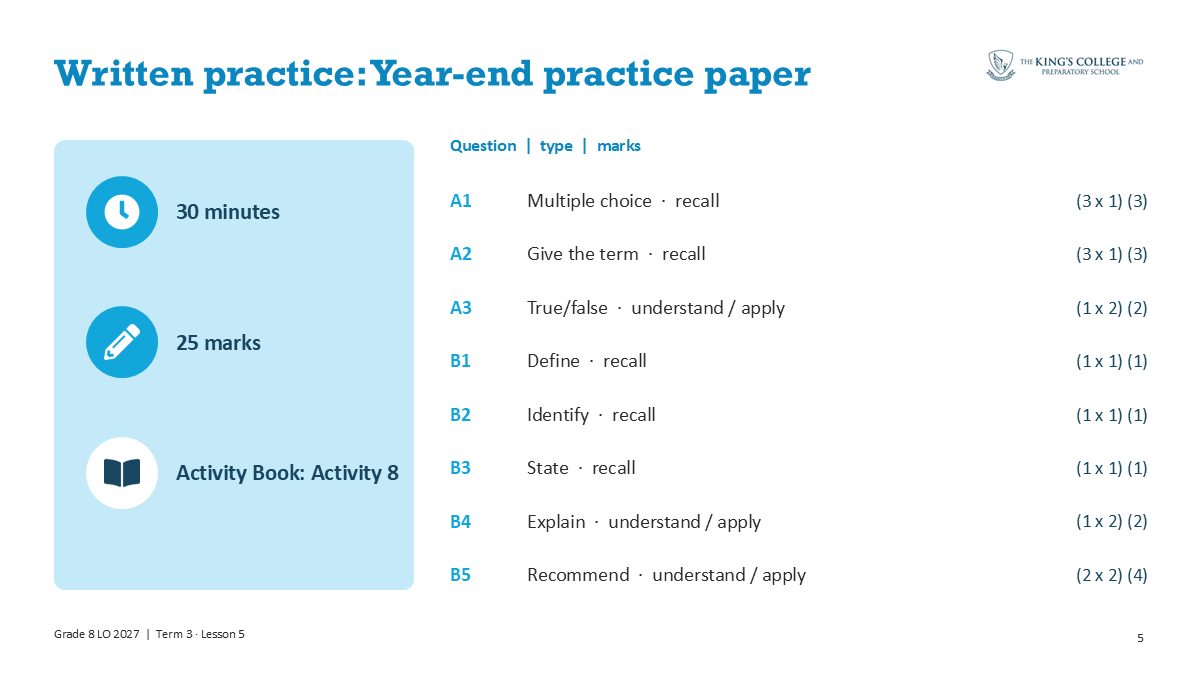 Written practice: Year-end practice paper
THE KING'S COLLEGE AND
PREPARATORY SCHOOL
30 minutes
25 marks
Activity Book: Activity 8
Question | type | marks
A1 Multiple choice · recall (3 x 1) (3)
A2 Give the term · recall (3 x 1) (3)
A3 True/false · understand / apply (1 x 2) (2)
B1 Define · recall (1 x 1) (1)
B2 Identify · recall (1 x 1) (1)
B3 State · recall (1 x 1) (1)
B4 Explain · understand / apply (1 x 2) (2)
B5 Recommend · understand / apply (2 x 2) (4)
Grade 8 LO 2027 | Term 3 · Lesson 5
5